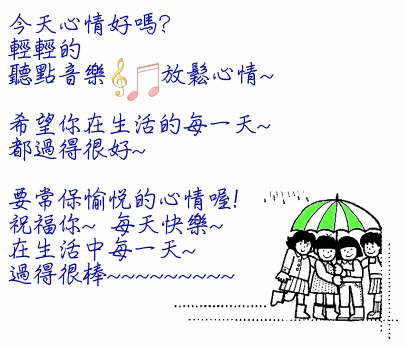 今天心情好嗎?
輕輕的
聽點音樂 放鬆心情~
希望你在生活的每一天~
都過得很好~
要常保愉悅的心情喔!
祝福你~ 每天快樂~
在生活中每一天~
過得很棒~~~~~~~~~